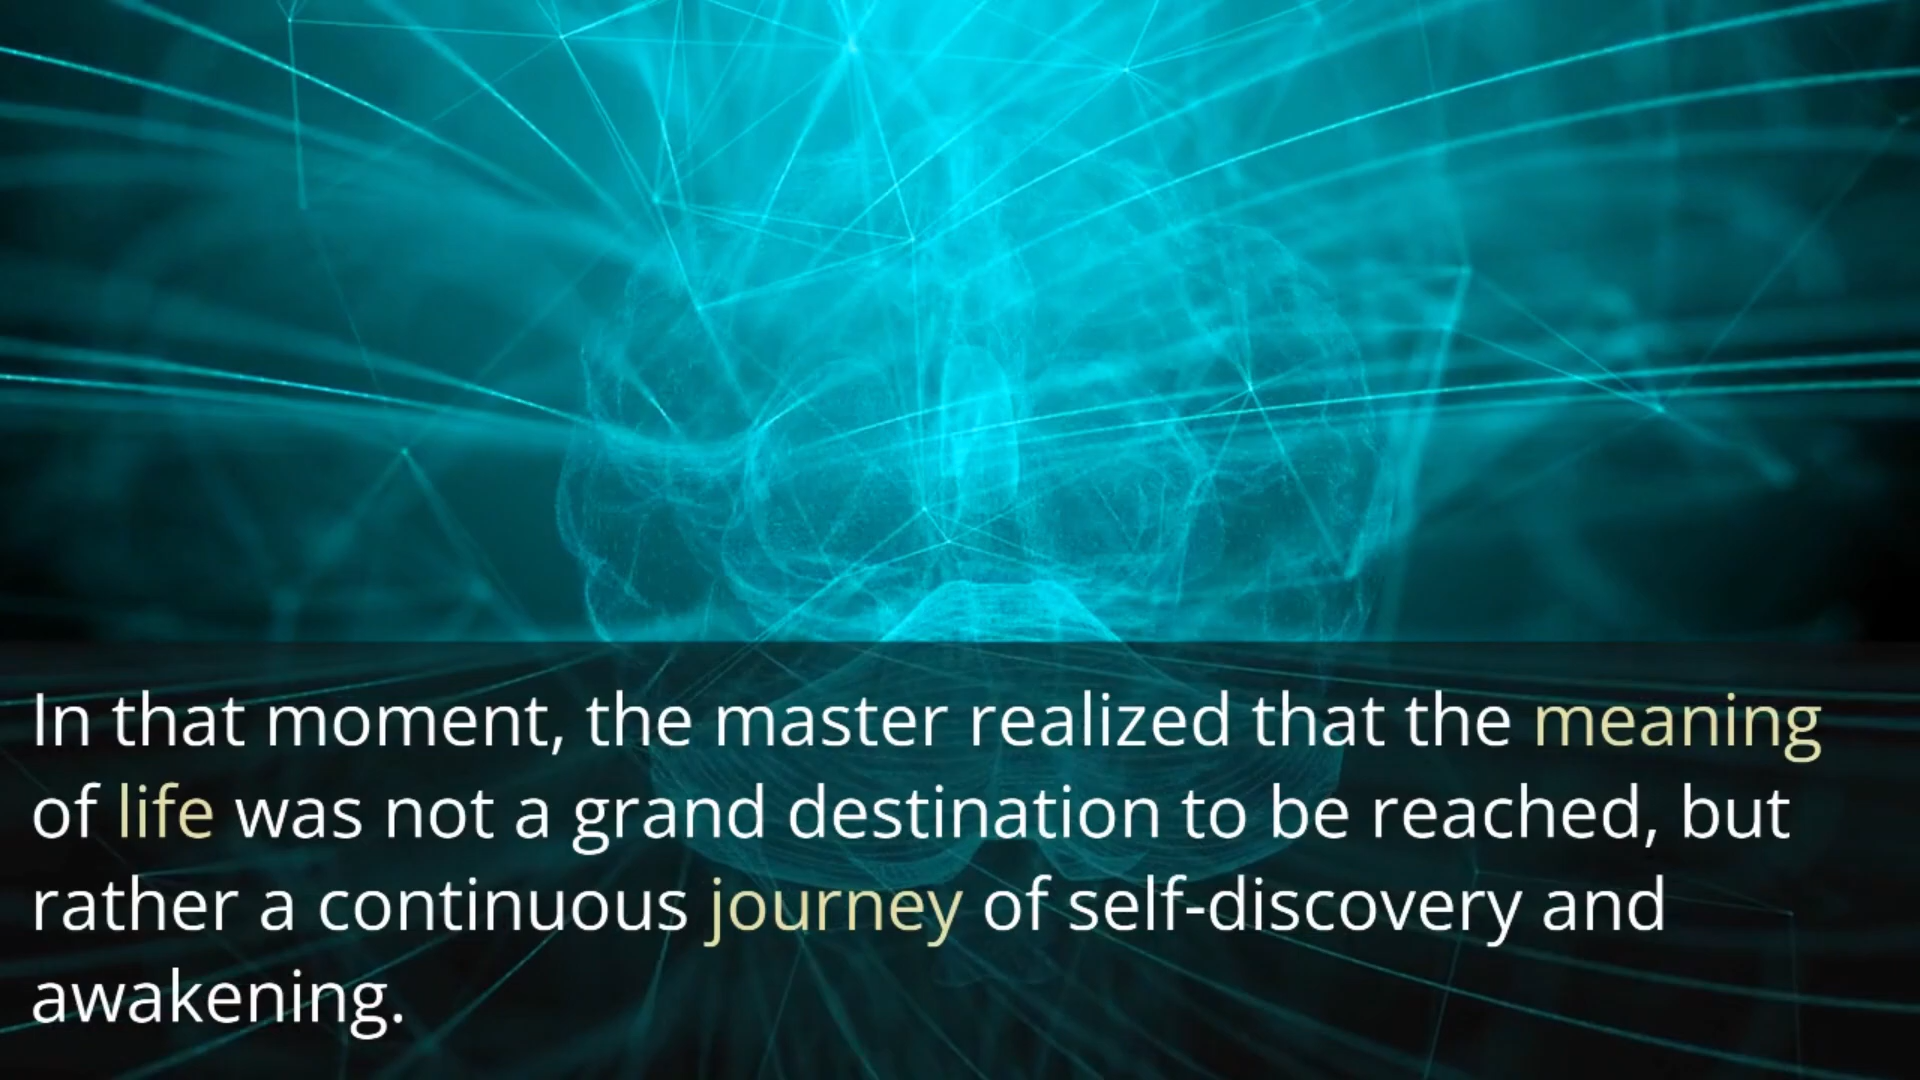 In that moment, the master realized that the meaning
of life was not a grand destination to be reached, but
rather a continuous journey of self-discovery and
awakening.